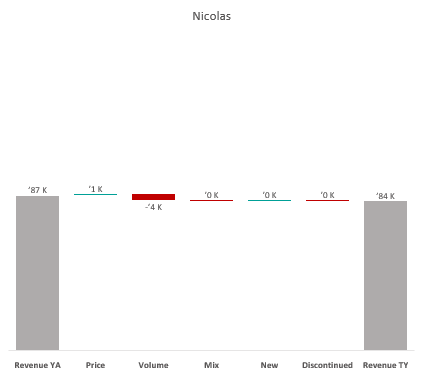 Nicolas
‘87 K
‘1 K
-‘4 K
‘0 K
‘0 K
‘0 K
‘84 K
Revenue YA Price Volume Mix New Discontinued Revenue TY